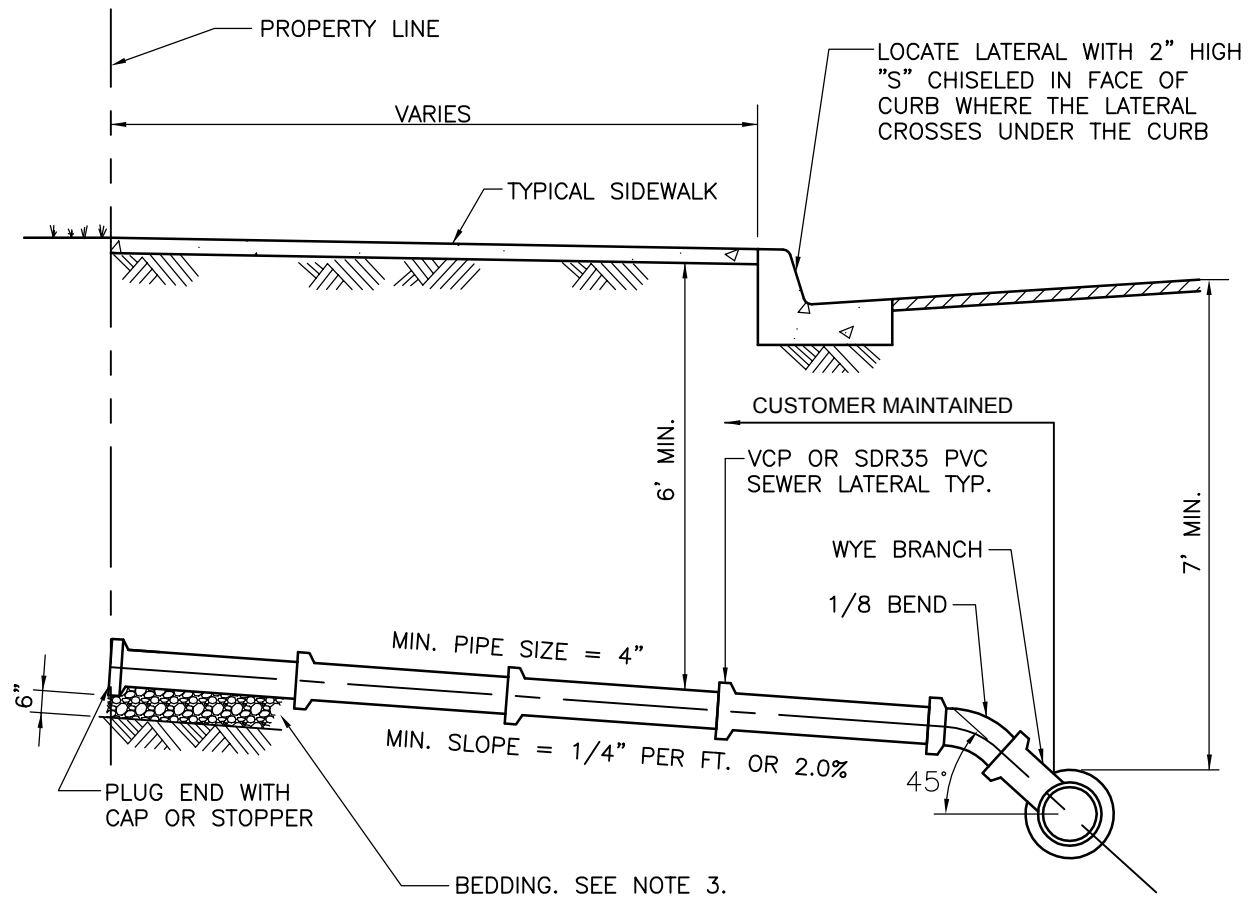 PROPERTY LINE
LOCATE LATERAL WITH 2" HIGH
"S" CHISELED IN FACE OF
CURB WHERE THE LATERAL
CROSSES UNDER THE CURB
VARIES
TYPICAL SIDEWALK
CUSTOMER MAINTAINED
6' MIN.
VCP OR SDR35 PVC
SEWER LATERAL TYP.
7' MIN.
WYE BRANCH
1/8 BEND
MIN. PIPE SIZE = 4"
6"
MIN. SLOPE = 1/4" PER FT. OR 2.0%
45°
PLUG END WITH
CAP OR STOPPER
BEDDING. SEE NOTE 3.